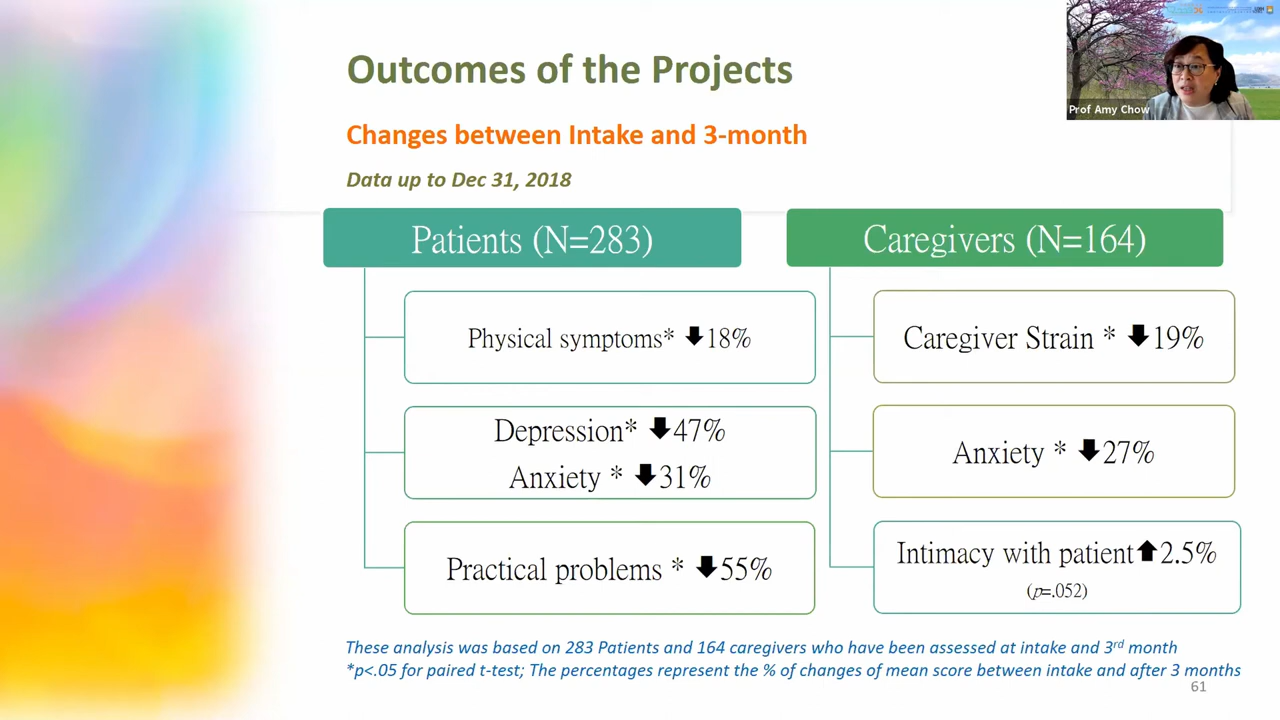 Outcomes of the Projects
Prof Amy Chow
Changes between Intake and 3-month
Data up to Dec 31, 2018
Patients (N=283)
Physical symptoms* ⬇18%
Depression* ⬇47%
Anxiety * ⬇31%
Practical problems * ⬇55%
Caregivers (N=164)
Caregiver Strain * ⬇19%
Anxiety * ⬇27%
Intimacy with patient⬆2.5%
(p=.052)
These analysis was based on 283 Patients and 164 caregivers who have been assessed at intake and 3rd month
*p<.05 for paired t-test; The percentages represent the % of changes of mean score between intake and after 3 months
61